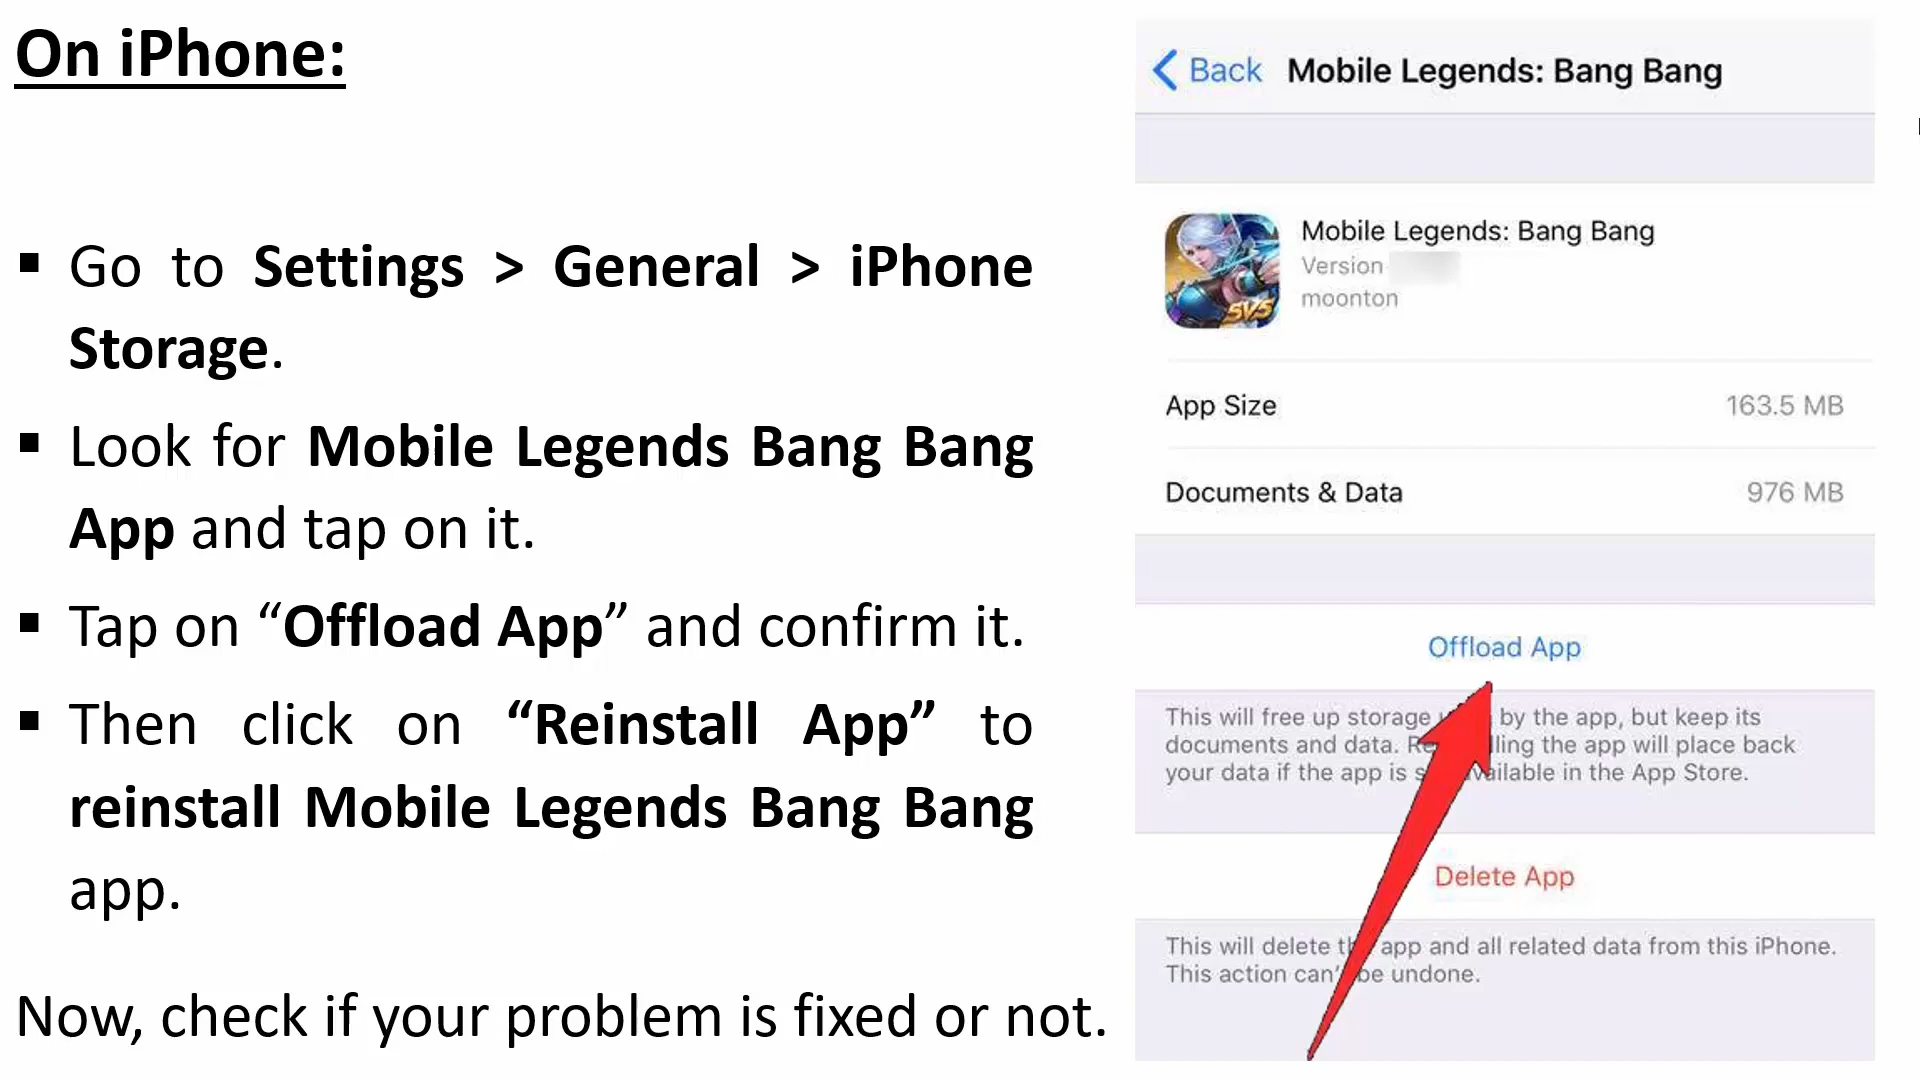 On iPhone:
▪ Go to Settings > General > iPhone
Storage.
▪ Look for Mobile Legends Bang Bang
App and tap on it.
▪ Tap on “Offload App” and confirm it.
▪ Then click on “Reinstall App” to
reinstall Mobile Legends Bang Bang
app.
Now, check if your problem is fixed or not.
Back Mobile Legends: Bang Bang
SVS
Mobile Legends: Bang Bang
Version
moonton
App Size 163.5 MB
Documents & Data 976 MB
Offload App
This will free up storage by the app, but keep its
documents and data. the app will place back
your data if the app is available in the App Store.
Delete App
This will delete app and all related data from this iPhone.
This action can't be undone.